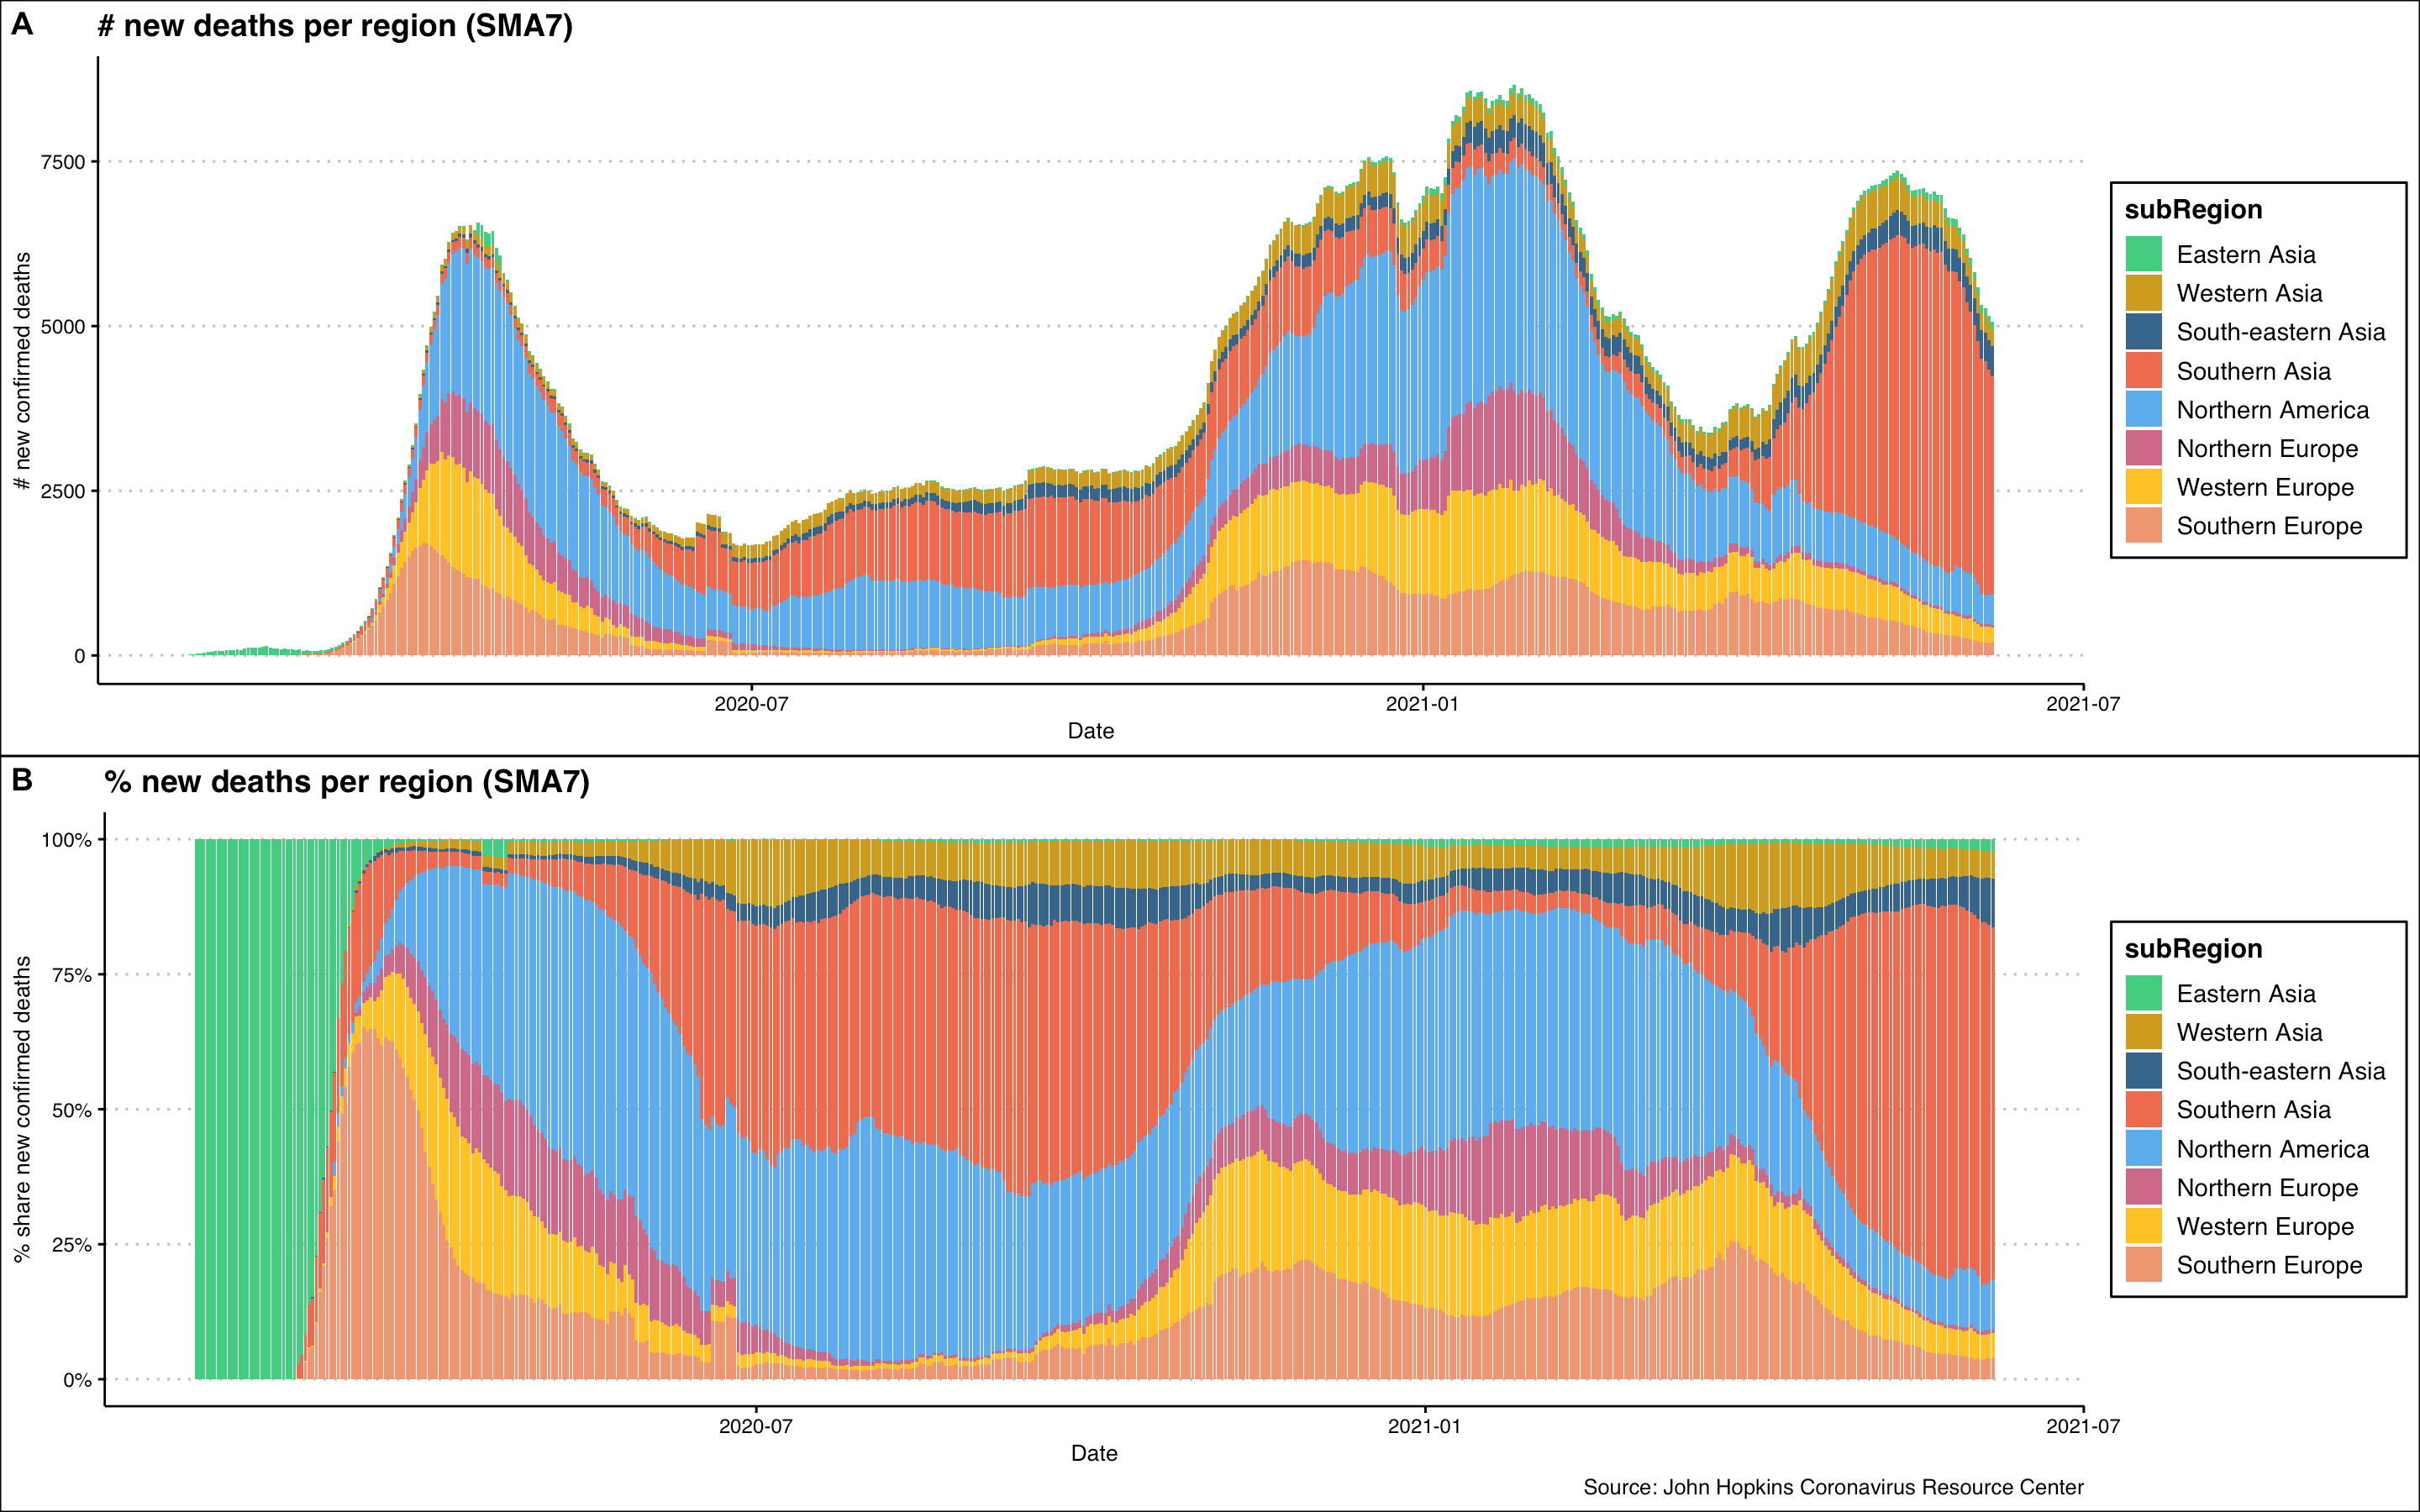 A
# new deaths per region (SMA7)
# new confirmed deaths
7500
5000
2500
0
2020-07
2021-01
2021-07
Date
subRegion
Eastern Asia
Western Asia
South-eastern Asia
Southern Asia
Northern America
Northern Europe
Western Europe
Southern Europe
B
% new deaths per region (SMA7)
% share new confirmed deaths
100%
75%
50%
25%
0%
2020-07
2021-01
2021-07
Date
subRegion
Eastern Asia
Western Asia
South-eastern Asia
Southern Asia
Northern America
Northern Europe
Western Europe
Southern Europe
Source: John Hopkins Coronavirus Resource Center